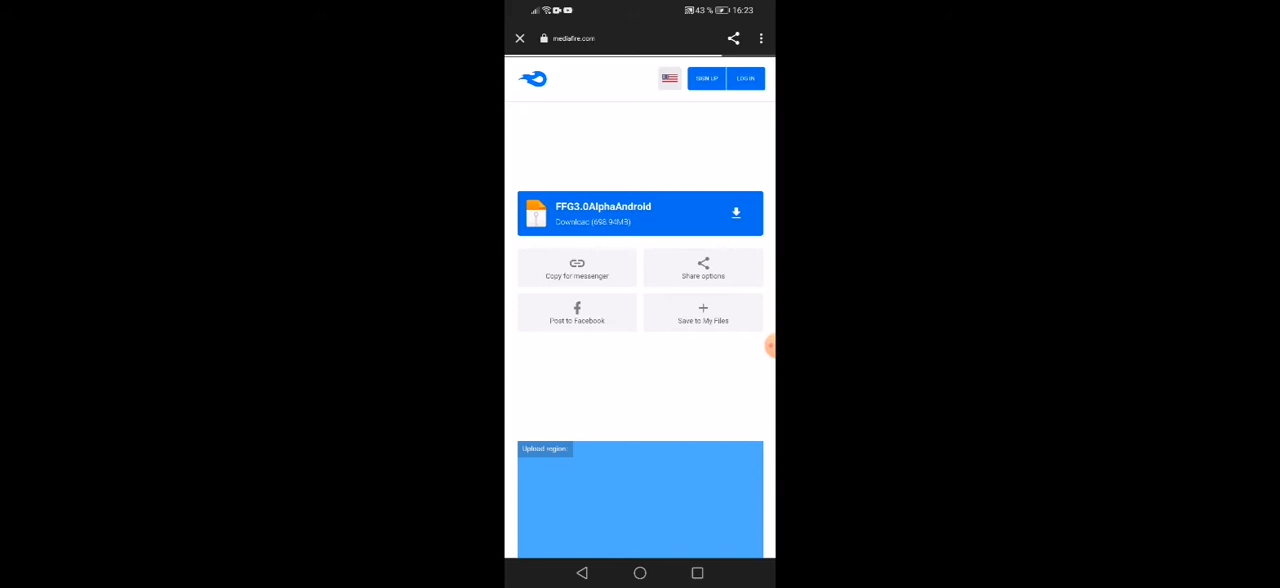 43 % 16:23
mediafire.com
SIGN UP LOG IN
FFG3.0AlphaAndroid
Download (698.94MB)
Copy for messenger
Share options
Post to Facebook
Save to My Files
Upload region: